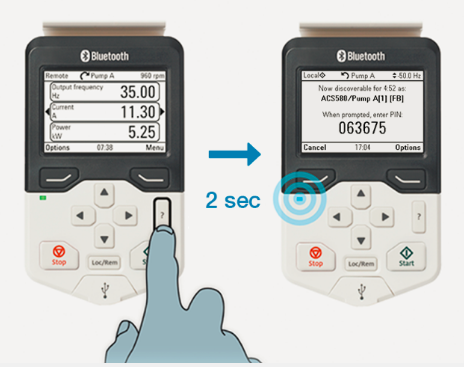 Bluetooth
Remote Pump A 960 rpm
Output frequency
Hz 35.00
Current
A 11.30
Power
kW 5.25
Options 07:38 Menu
?
Stop Loc/Rem
2 sec
Bluetooth
Local Pump A 50.0 Hz
Now discoverable for 4:52 as:
ACS580/Pump A[1] [FB]
When prompted, enter PIN:
063675
Cancel 17:04 Options
?
Stop Loc/Rem Start